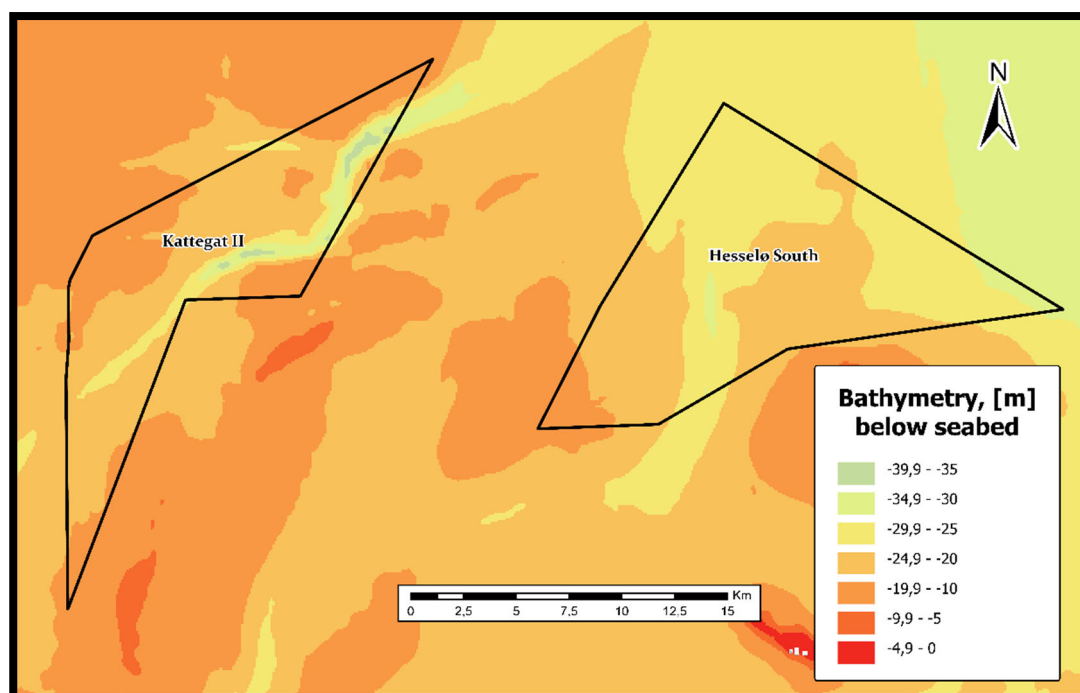 N
Kattegat II
Hesselø South
Bathymetry, [m]
below seabed
-39,9 - -35
-34,9 - -30
-29,9 - -25
-24,9 - -20
-19,9 - -10
-9,9 - -5
-4,9 - 0
Km
0 2,5 5 7,5 10 12,5 15